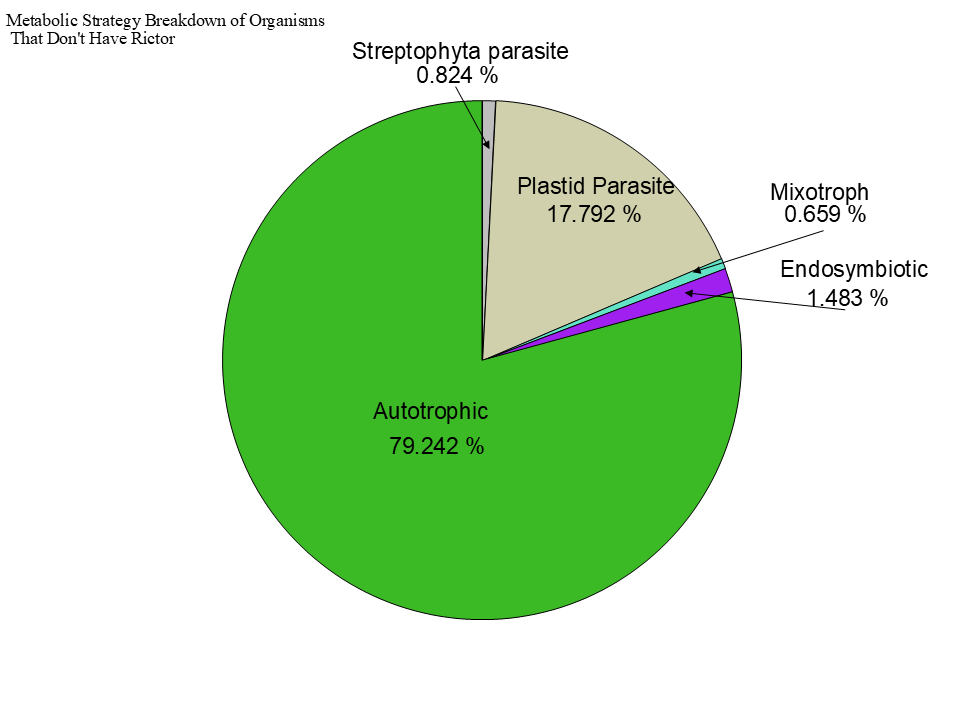 Metabolic Strategy Breakdown of Organisms
That Don't Have Rictor
Streptophyta parasite
0.824 %
Plastid Parasite
17.792 %
Mixotroph
0.659 %
Endosymbiotic
1.483 %
Autotrophic
79.242 %